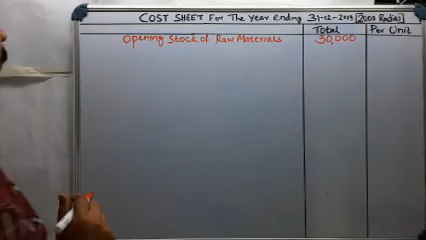 COST SHEET For The Year ending 31-12-2019 2000 Radios
Total Per Unit
Opening Stock of Raw Materials 30,000